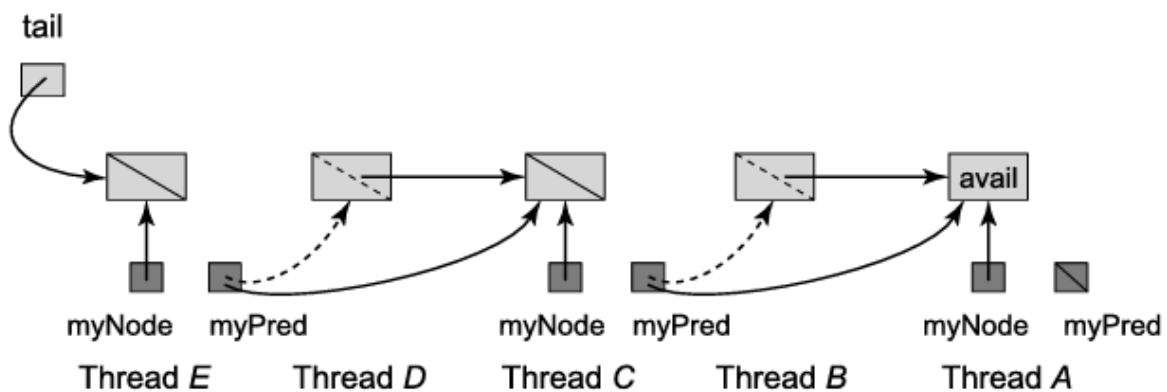 tail
avail
myNode myPred myNode myPred myNode myPred
Thread E Thread D Thread C Thread B Thread A